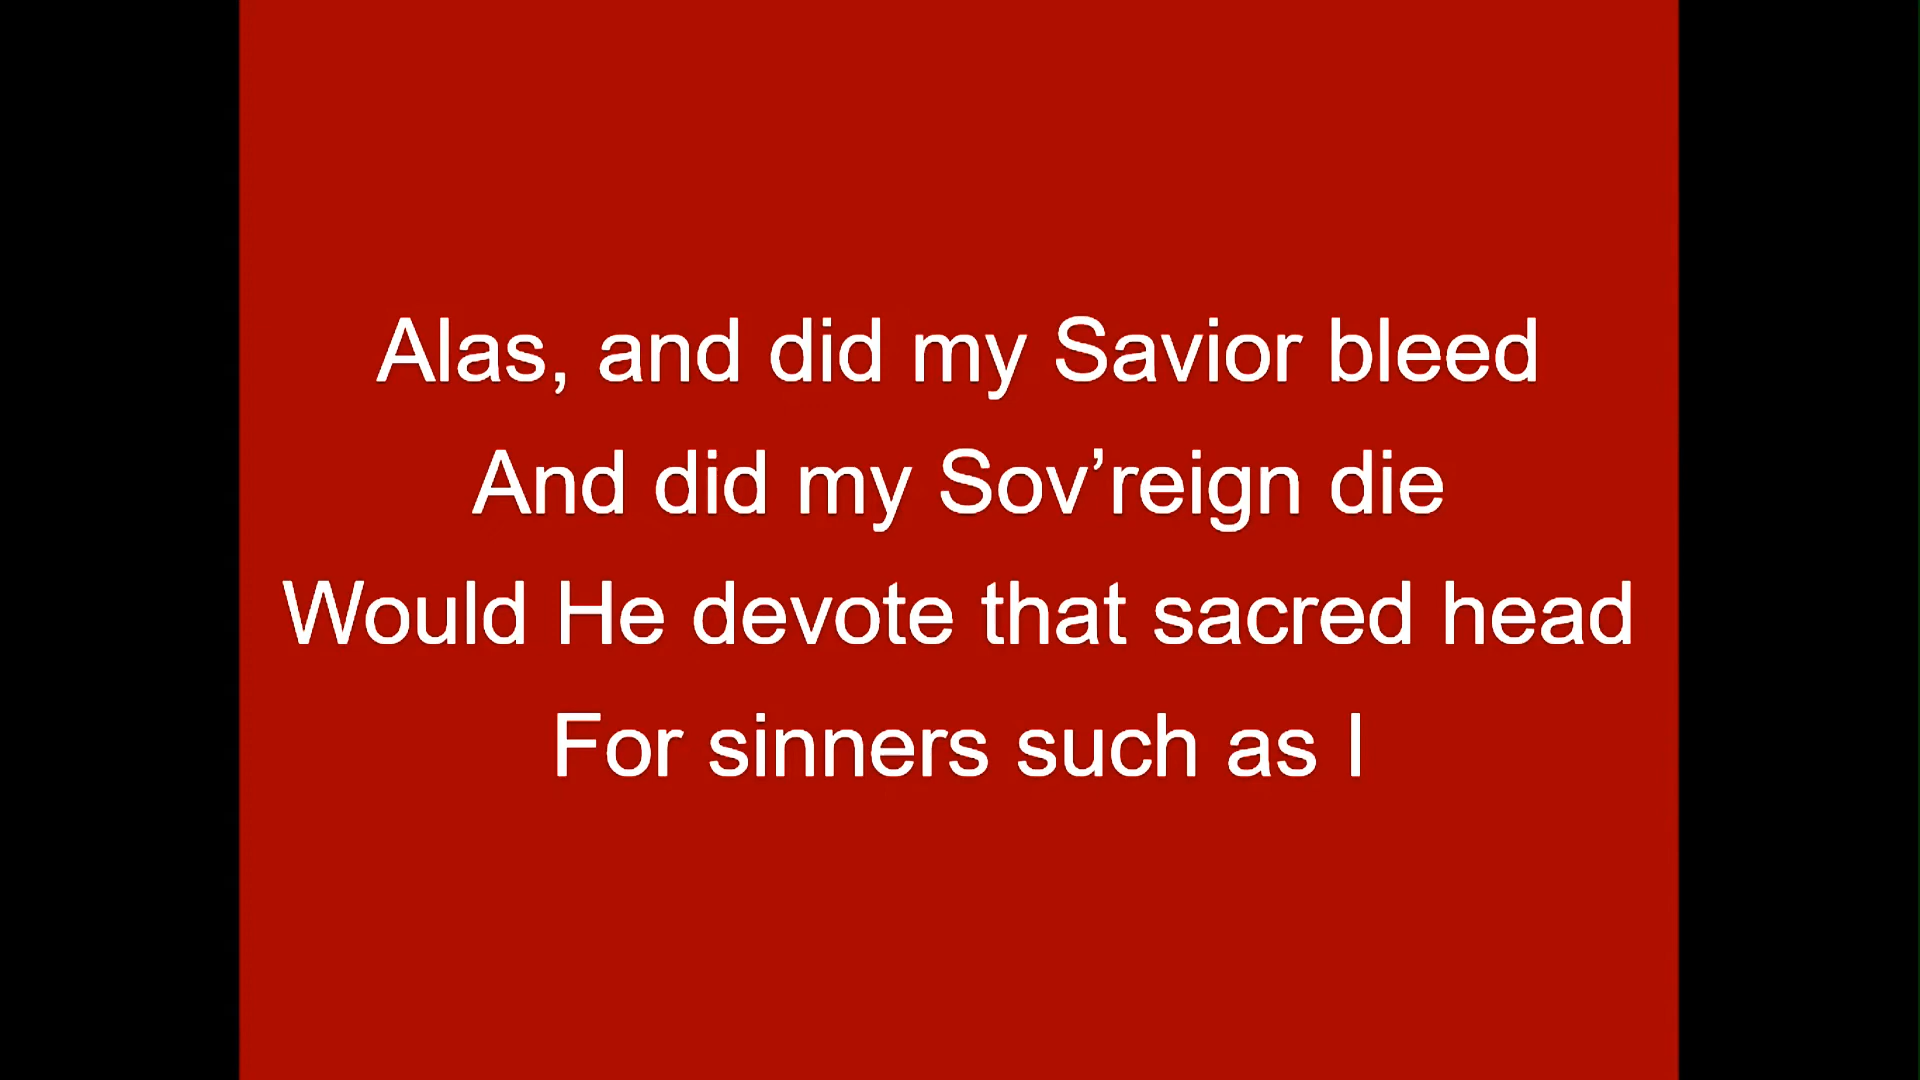 Alas, and did my Savior bleed
And did my Sov’reign die
Would He devote that sacred head
For sinners such as I